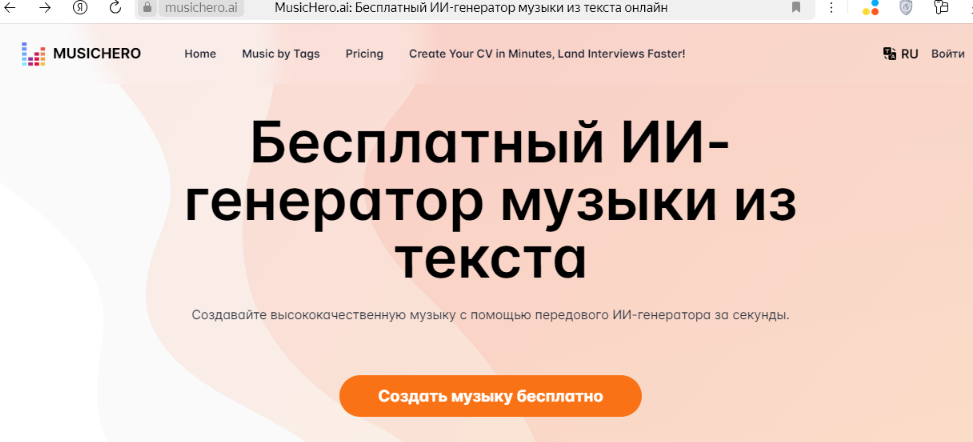 musichero.ai MusicHero.ai: Бесплатный ИИ-генератор музыки из текста онлайн
MUSICHERO Home Music by Tags Pricing Create Your CV in Minutes, Land Interviews Faster! RU Войти
Бесплатный ИИ-
генератор музыки из
текста
Создавайте высококачественную музыку с помощью передового ИИ-генератора за секунды.
Создать музыку бесплатно